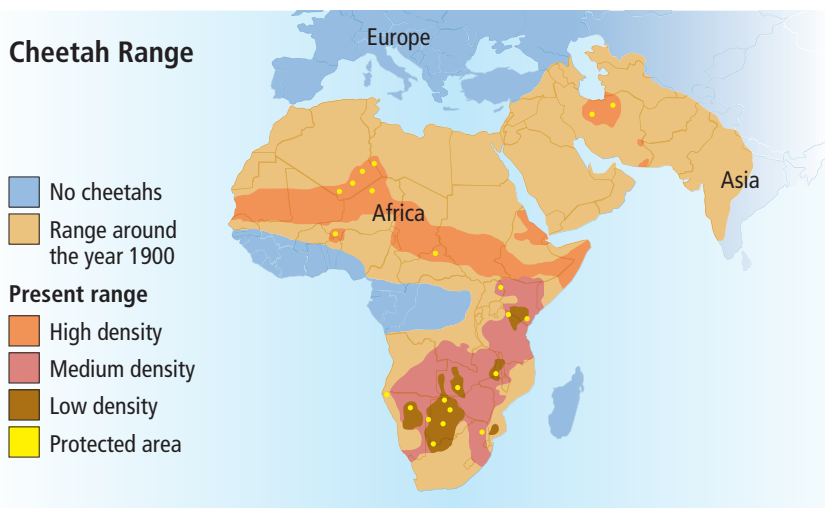 Cheetah Range
No cheetahs
Range around
the year 1900
Present range
High density
Medium density
Low density
Protected area
Europe
Asia
Africa